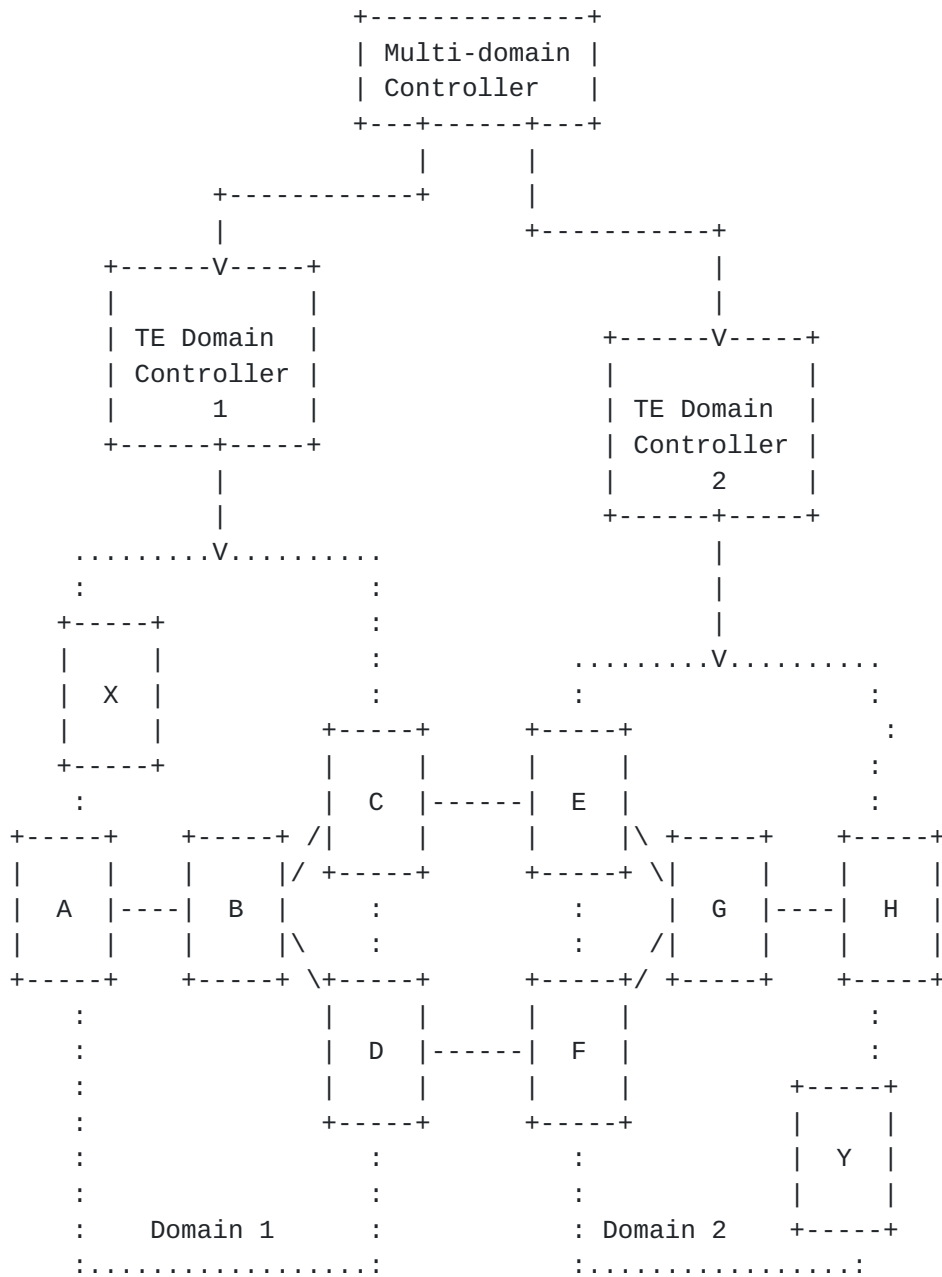 Multi-domain
Controller
TE Domain
Controller
1
TE Domain
Controller
2
X
C
E
A
B
G
H
D
F
Y
Domain 1
Domain 2